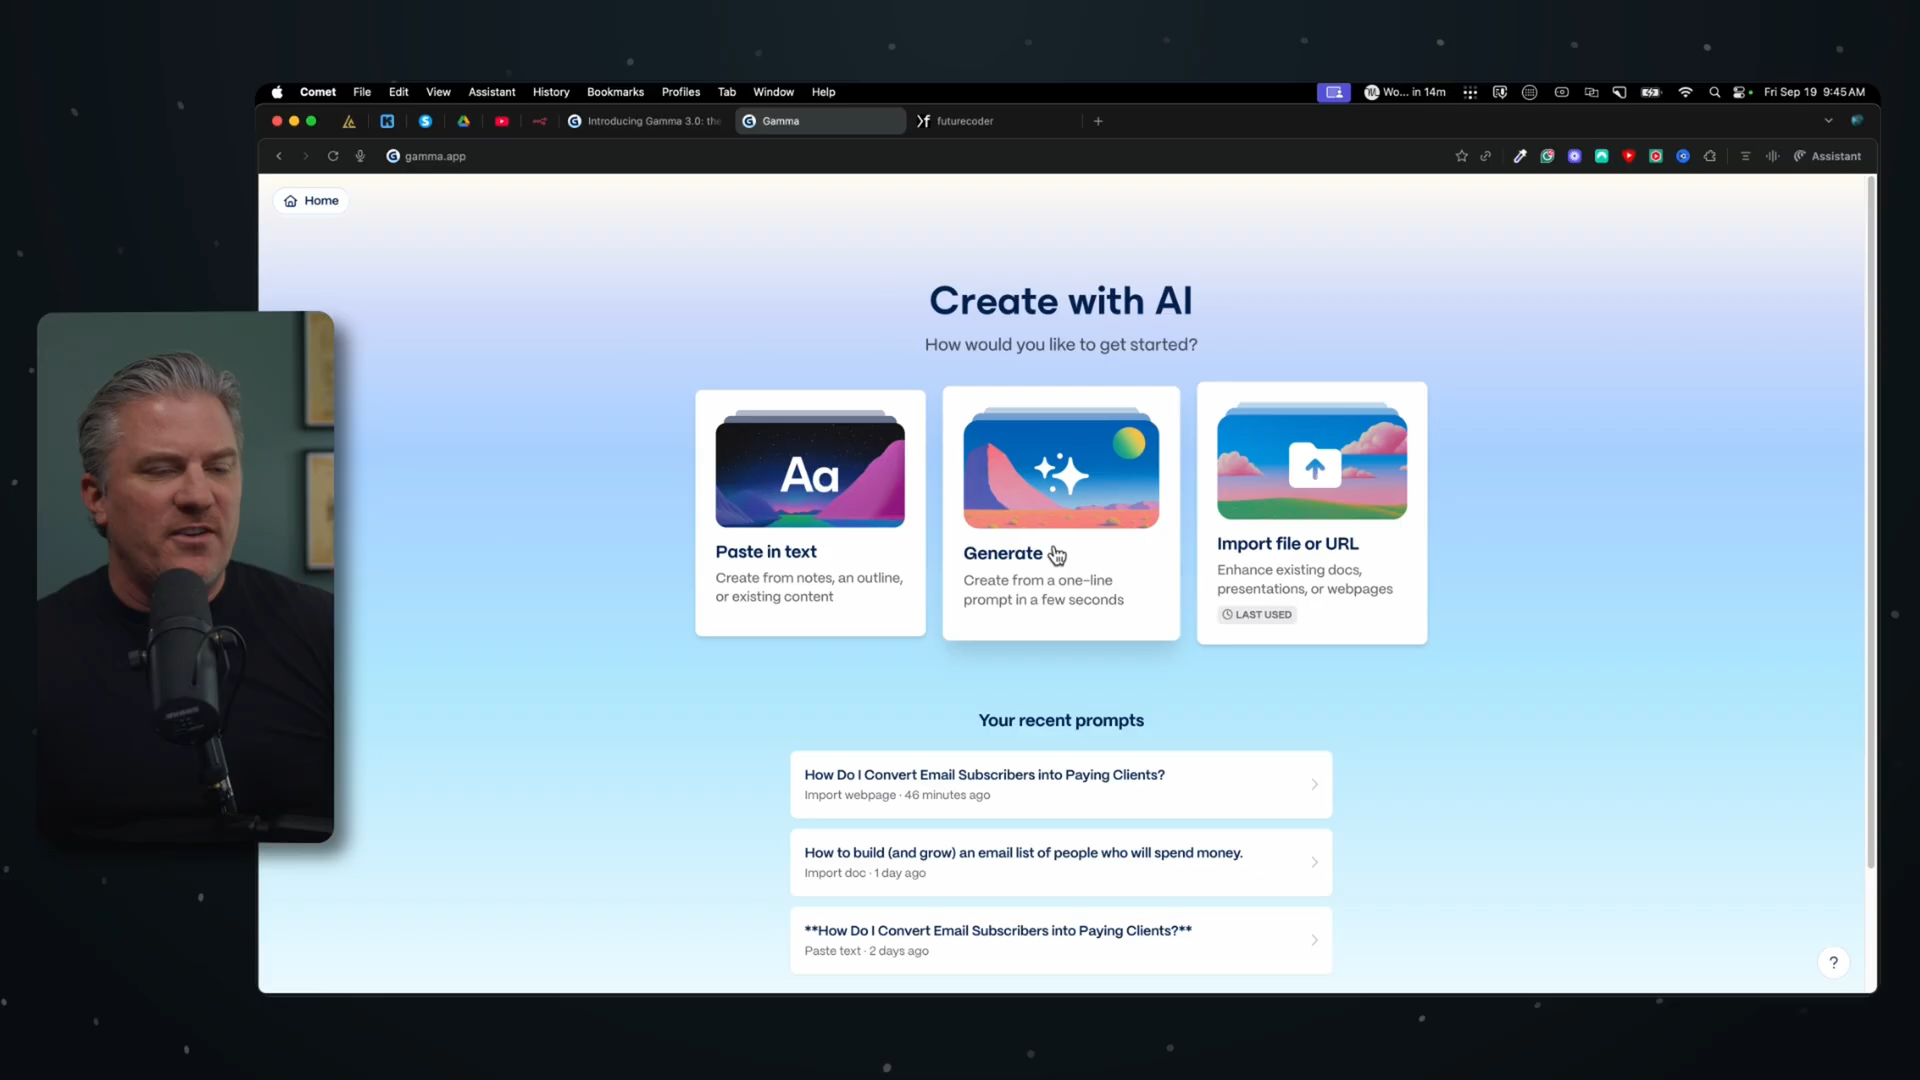 Comet File Edit View Assistant History Bookmarks Profiles Tab Window Help Wo... in 14m Fri Sep 19 9:45 AM
Introducing Gamma 3.0: the Gamma futurecoder
gamma.app Assistant
Home
Create with AI
How would you like to get started?
Aa
Paste in text
Create from notes, an outline,
or existing content
Generate
Create from a one-line
prompt in a few seconds
Import file or URL
Enhance existing docs,
presentations, or webpages
LAST USED
Your recent prompts
How Do I Convert Email Subscribers into Paying Clients?
Import webpage · 46 minutes ago
How to build (and grow) an email list of people who will spend money.
Import doc · 1 day ago
**How Do I Convert Email Subscribers into Paying Clients?**
Paste text · 2 days ago
?